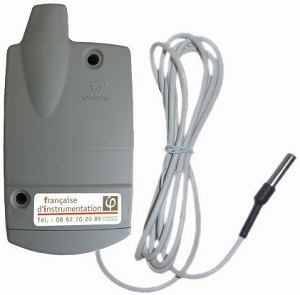 française
d'instrumentation
Tél. : 08 92 70 20 85